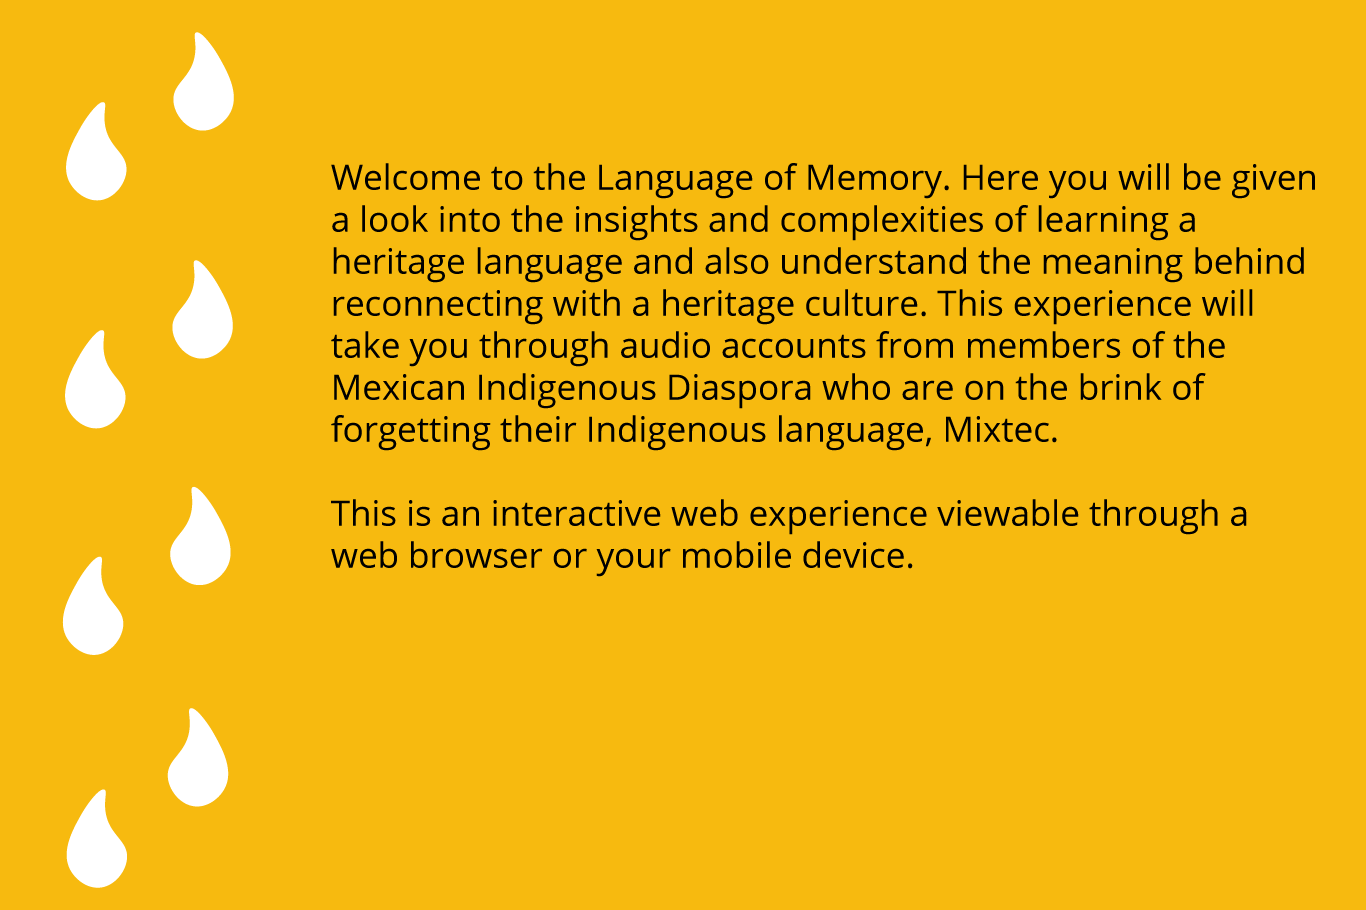 Welcome to the Language of Memory. Here you will be given
a look into the insights and complexities of learning a
heritage language and also understand the meaning behind
reconnecting with a heritage culture. This experience will
take you through audio accounts from members of the
Mexican Indigenous Diaspora who are on the brink of
forgetting their Indigenous language, Mixtec.
This is an interactive web experience viewable through a
web browser or your mobile device.